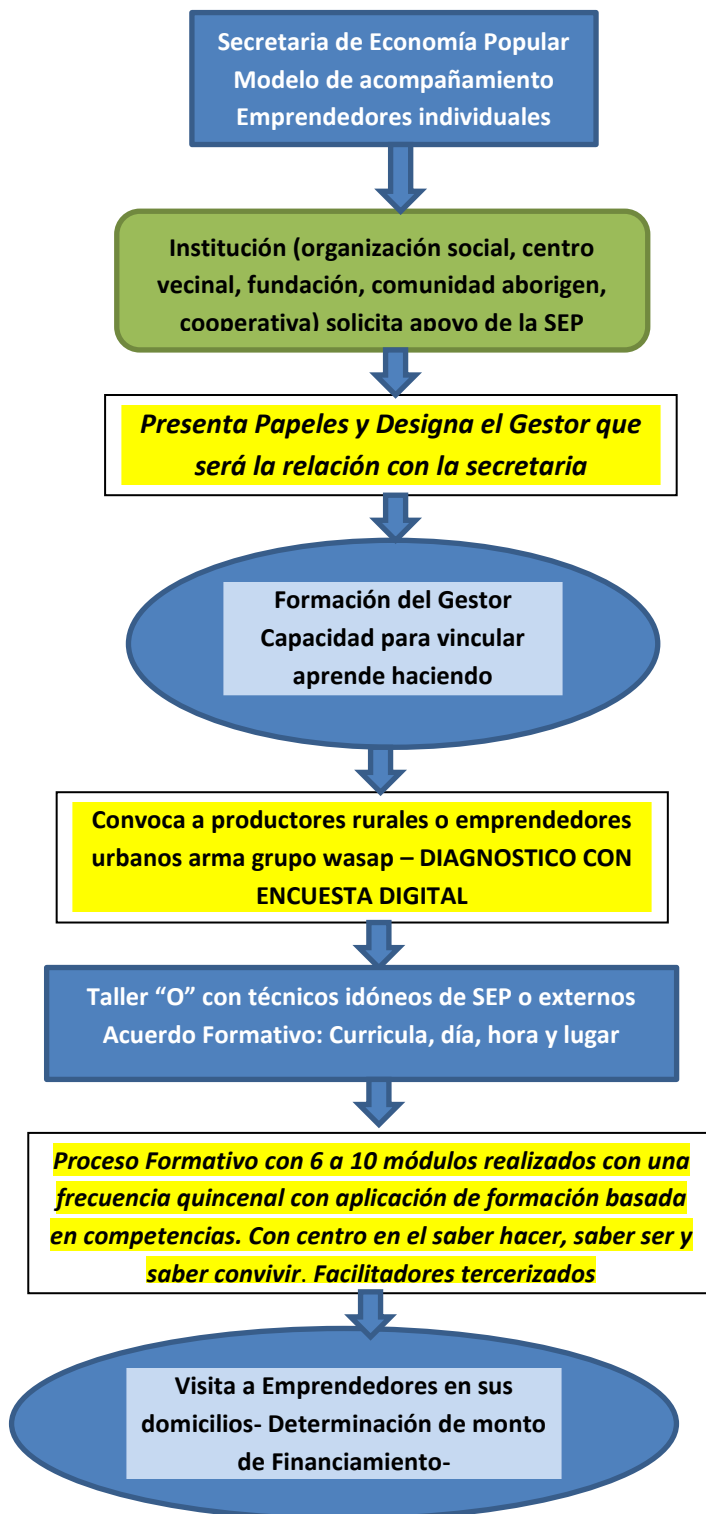 Secretaria de Economía Popular
Modelo de acompañamiento
Emprendedores individuales
Institución (organización social, centro
vecinal, fundación, comunidad aborigen,
cooperativa) solicita apoyo de la SEP
Presenta Papeles y Designa el Gestor que
será la relación con la secretaria
Formación del Gestor
Capacidad para vincular
aprende haciendo
Convoca a productores rurales o emprendedores
urbanos arma grupo wasap – DIAGNOSTICO CON
ENCUESTA DIGITAL
Taller “O” con técnicos idóneos de SEP o externos
Acuerdo Formativo: Curricula, día, hora y lugar
Proceso Formativo con 6 a 10 módulos realizados con una
frecuencia quincenal con aplicación de formación basada
en competencias. Con centro en el saber hacer, saber ser y
saber convivir. Facilitadores tercerizados
Visita a Emprendedores en sus
domicilios- Determinación de monto
de Financiamiento-